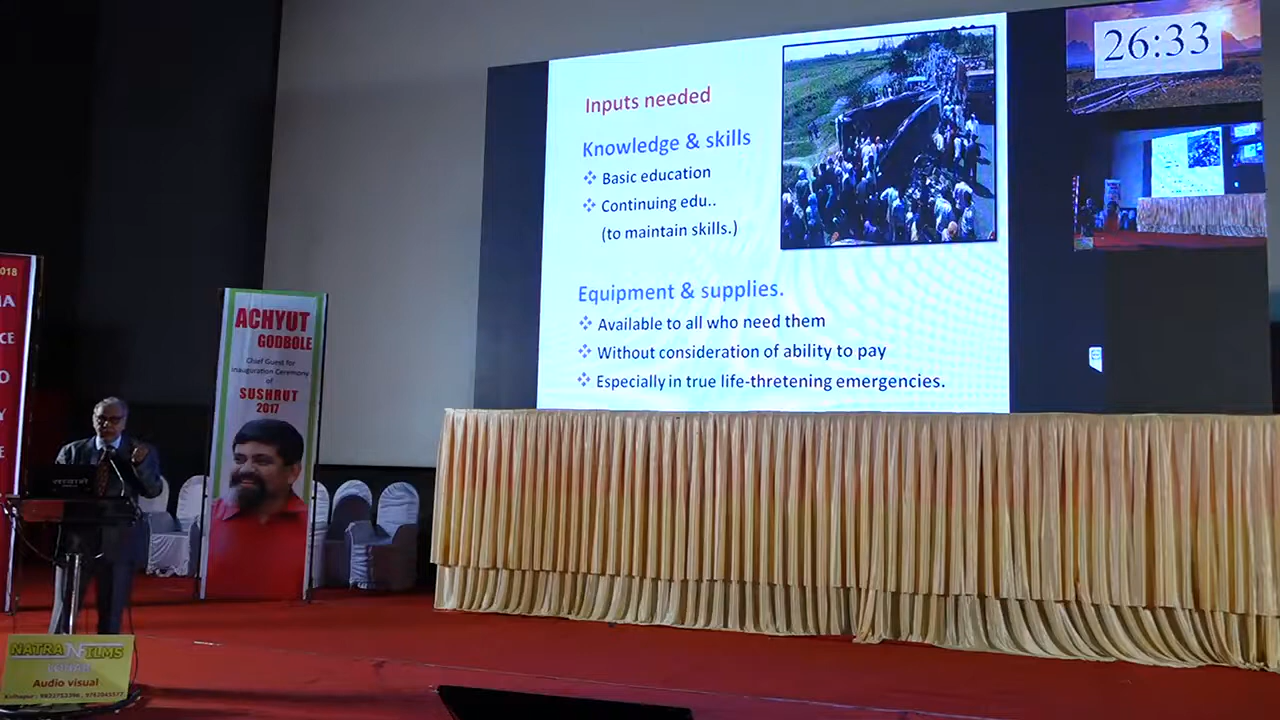 Inputs needed
Knowledge & skills
Basic education
Continuing edu..
(to maintain skills.)
Equipment & supplies.
Available to all who need them
Without consideration of ability to pay
Especially in true life-thretening emergencies.
26:33
2018
ACHYUT
GODBOLE
Chief Guest for
Inauguration Ceremony
of
SUSHRUT
2017
NATRAJ FILMS
Audio visual